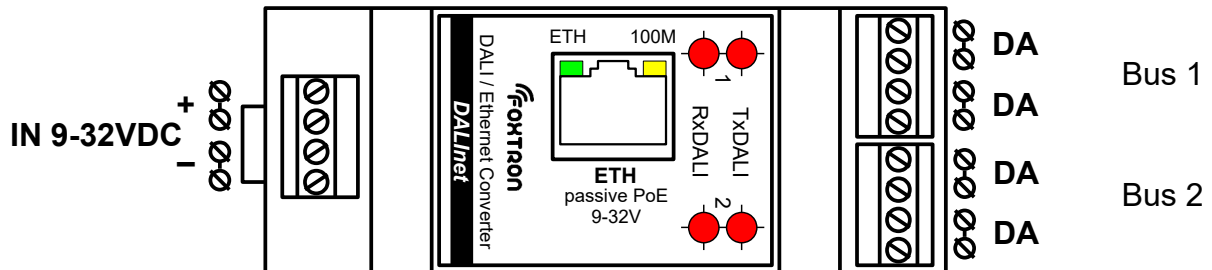 +
IN 9-32VDC
−
DALInet
DALI / Ethernet Converter
FOXTRON
ETH 100M
ETH
passive PoE
9-32V
1
RxDALI TxDALI
2
DA
DA
Bus 1
DA
DA
Bus 2